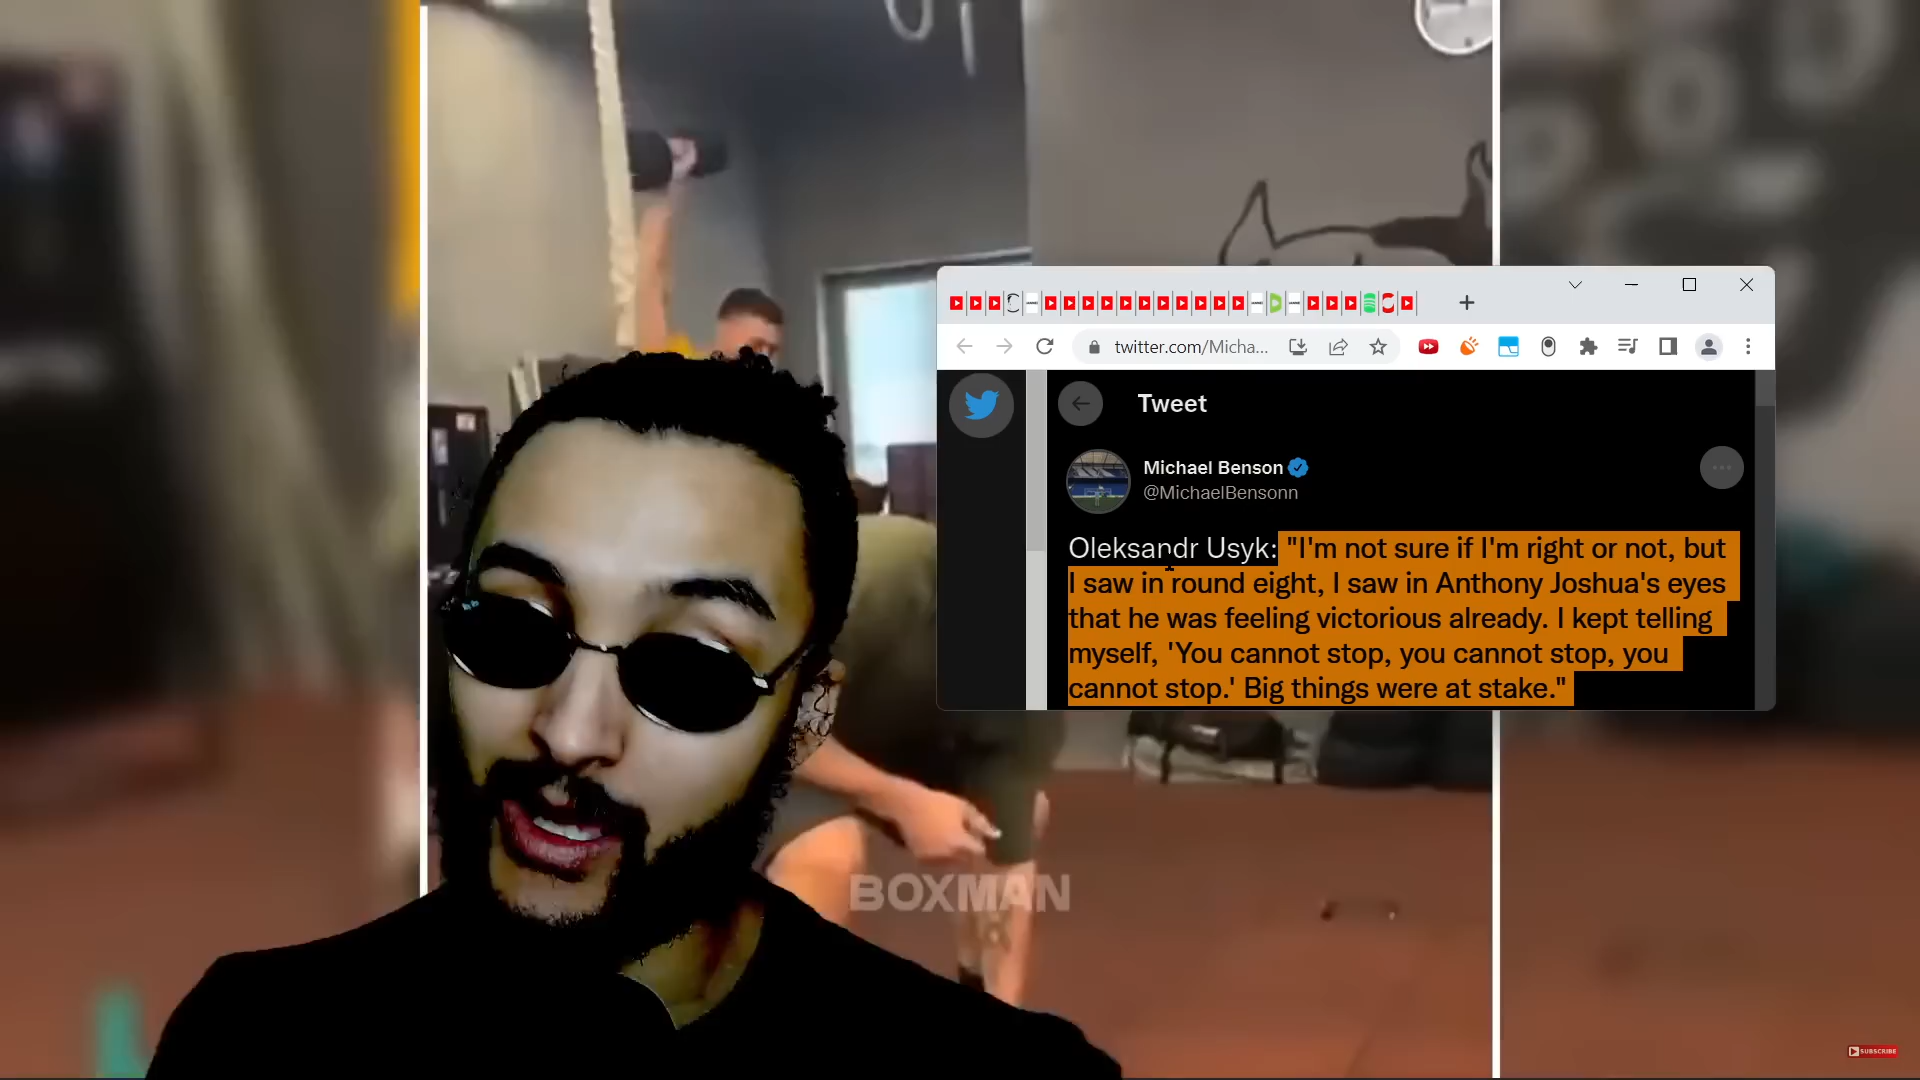 twitter.com/Micha...
Tweet
Michael Benson
@MichaelBensonn
Oleksandr Usyk: "I'm not sure if I'm right or not, but
I saw in round eight, I saw in Anthony Joshua's eyes
that he was feeling victorious already. I kept telling
myself, 'You cannot stop, you cannot stop, you
cannot stop.' Big things were at stake."
BOXMAN
SUBSCRIBE